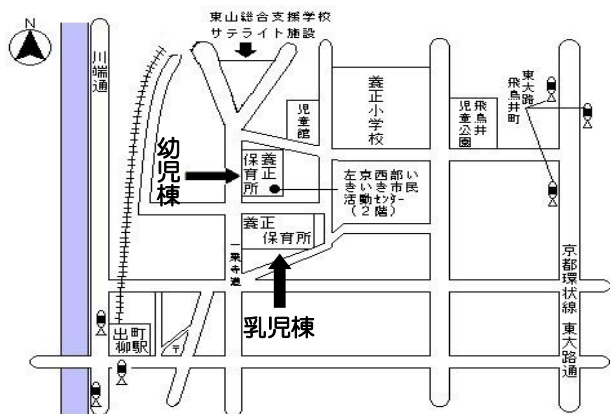 N
東山総合支援学校
サテライト施設
川端通
児童館
養正小学校
飛鳥井
児童公園
東大路
飛鳥井町
幼児棟
養正
保育所
左京西部い
きいき市民
活動センター
(2階)
養正
保育所
一乗寺道
乳児棟
京都環状線 東大路通
出町
柳駅
〒